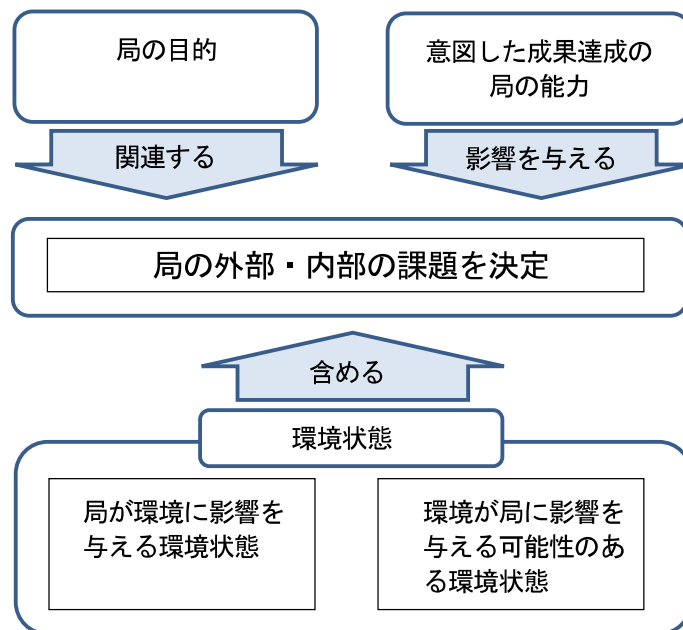 局の目的
意図した成果達成の
局の能力
関連する
影響を与える
局の外部・内部の課題を決定
含める
環境状態
局が環境に影響を
与える環境状態
環境が局に影響を
与える可能性のあ
る環境状態